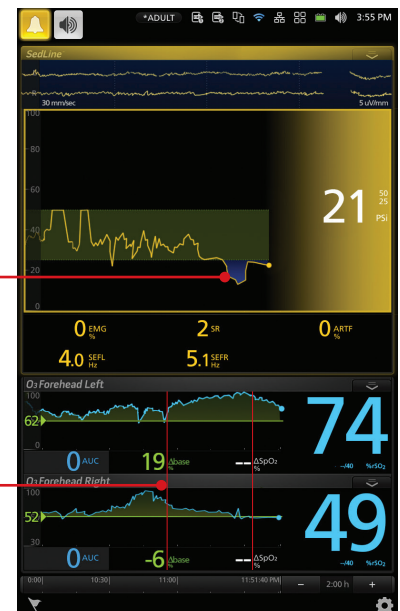 *ADULT 3:55 PM
SedLine
30 mm/sec 5 uV/mm
100
80
60
40
20
0
21 50 25 PSi
0 EMG % 2 SR 0 ARTF %
4.0 SEFL Hz 5.1 SEFR Hz
O3 Forehead Left
100
62
0
74
0 AUC 19 Δbase % -- ΔSpO2 % --/40 %rSO2
O3 Forehead Right
100
52
30
49
0 AUC -6 Δbase % -- ΔSpO2 % --/40 %rSO2
10:30 11:00 11:51:40 PM - 2:00 h +